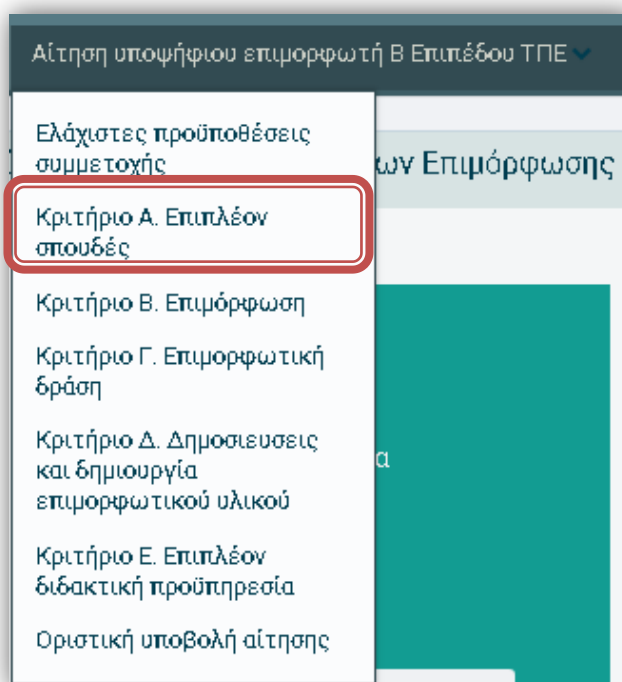 Αίτηση υποψήφιου επιμορφωτή Β Επιπέδου ΤΠΕ
Ελάχιστες προϋποθέσεις
συμμετοχής
ων Επιμόρφωσης
Κριτήριο Α. Επιπλέον
σπουδές
Κριτήριο Β. Επιμόρφωση
Κριτήριο Γ. Επιμορφωτική
δράση
Κριτήριο Δ. Δημοσιευσεις
και δημιουργία
α
επιμορφωτικού υλικού
Κριτήριο Ε. Επιπλέον
διδακτική προϋπηρεσία
Οριστική υποβολή αίτησης